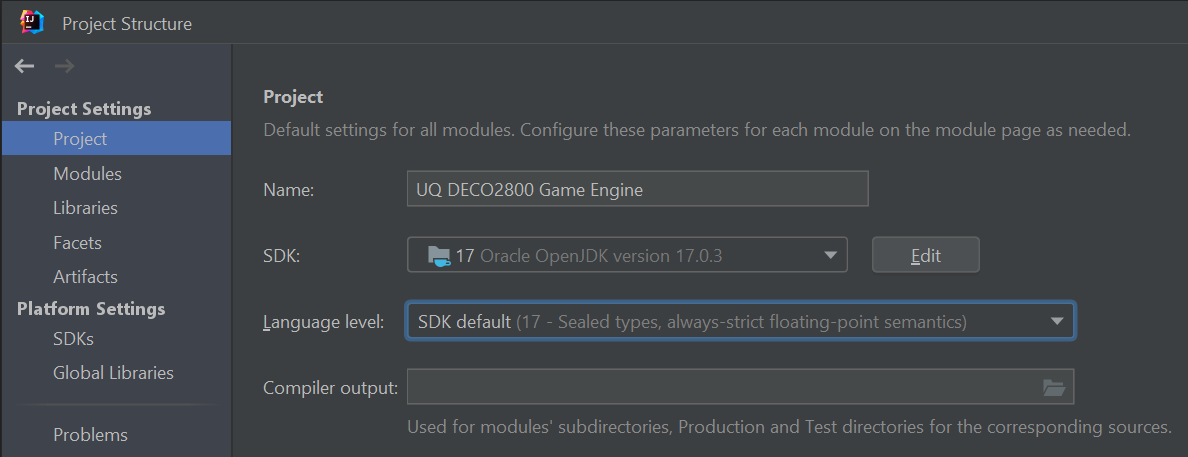 Project Structure
Project Settings
Project
Modules
Libraries
Facets
Artifacts
Platform Settings
SDKs
Global Libraries
Problems
Project
Default settings for all modules. Configure these parameters for each module on the module page as needed.
Name: UQ DECO2800 Game Engine
SDK: 17 Oracle OpenJDK version 17.0.3 Edit
Language level: SDK default (17 - Sealed types, always-strict floating-point semantics)
Compiler output:
Used for modules' subdirectories, Production and Test directories for the corresponding sources.